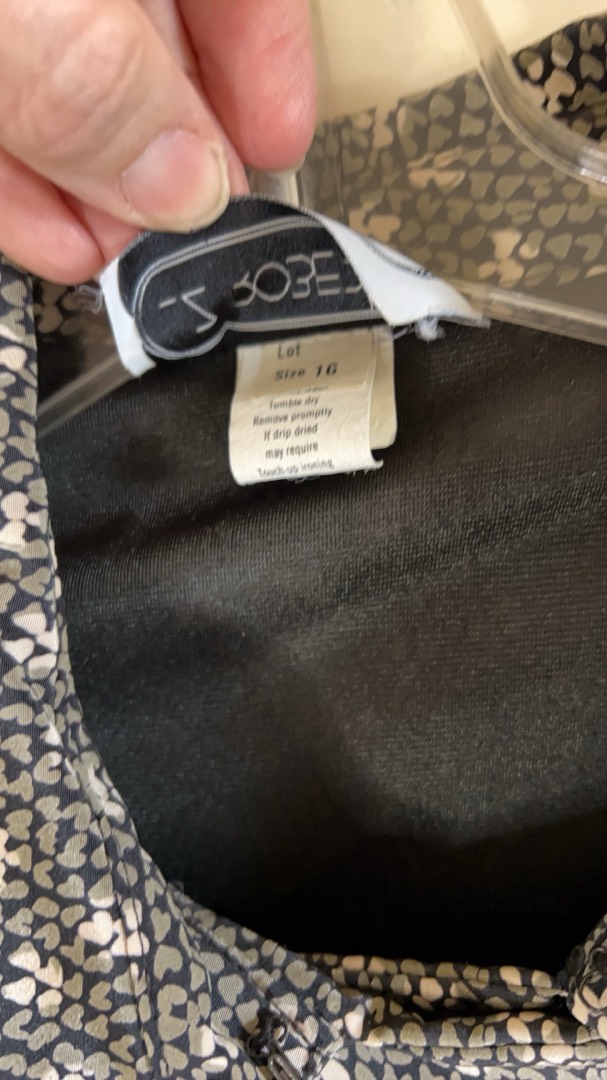 Lot
Size 16
Tumble dry
Remove promptly
If drip dried
may require
Touch-up ironing